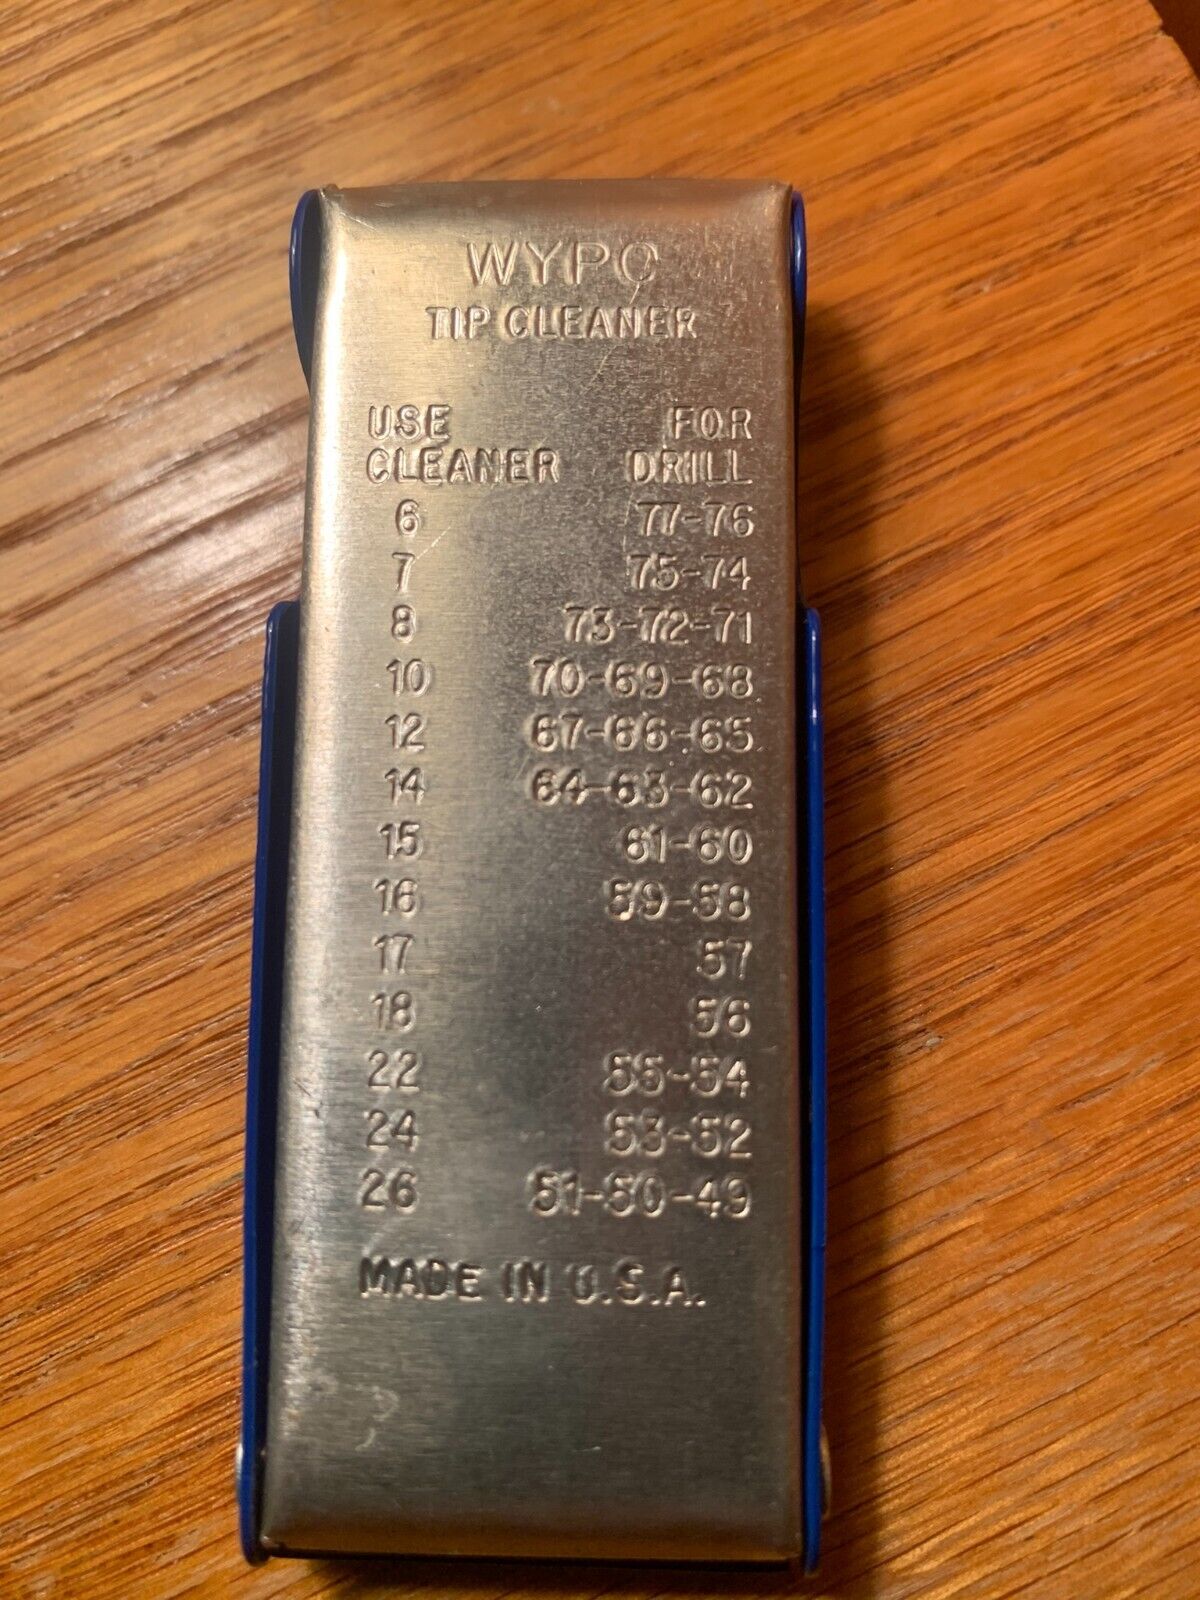 WYPO
TIP CLEANER
USE FOR
CLEANER DRILL
6 77-76
7 75-74
8 73-72-71
10 70-69-68
12 67-66-65
14 64-63-62
15 61-60
16 59-58
17 57
18 56
22 55-54
24 53-52
26 51-50-49
MADE IN U.S.A.